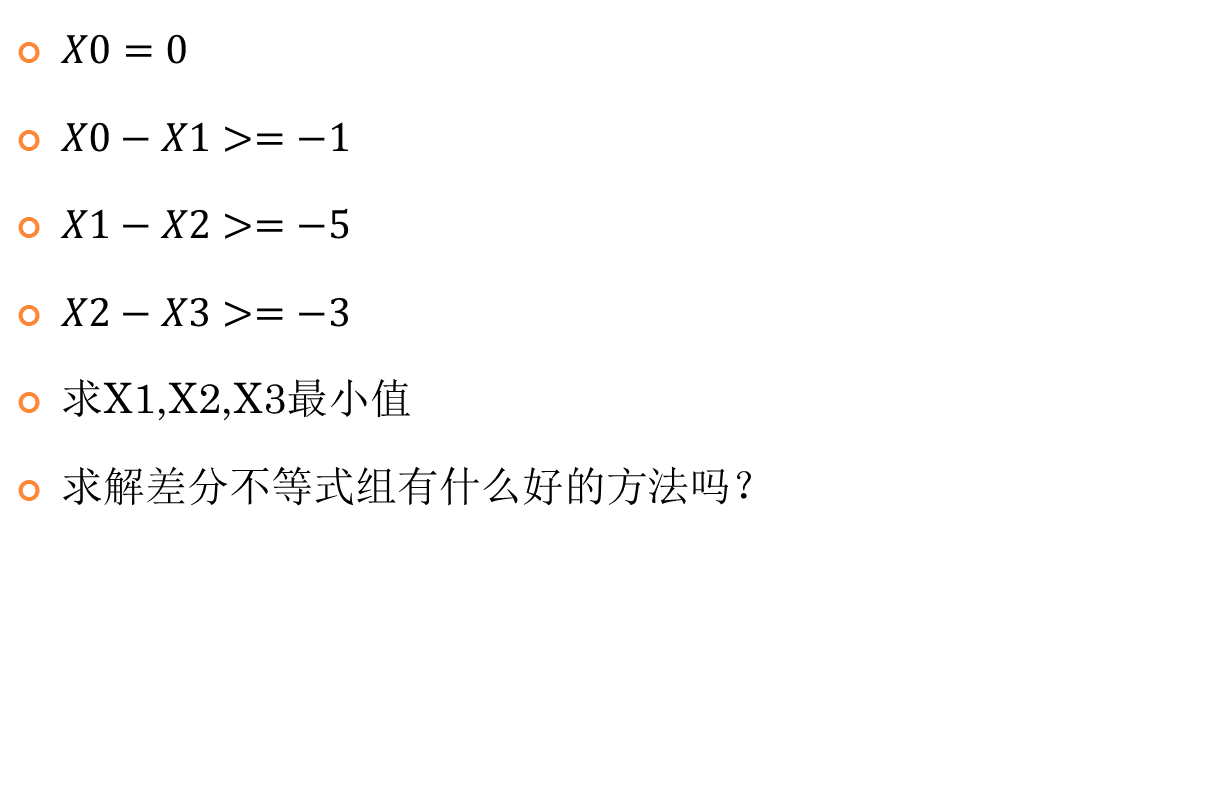 X0 = 0
X0 − X1 >= −1
X1 − X2 >= −5
X2 − X3 >= −3
求X1,X2,X3最小值
求解差分不等式组有什么好的方法吗？